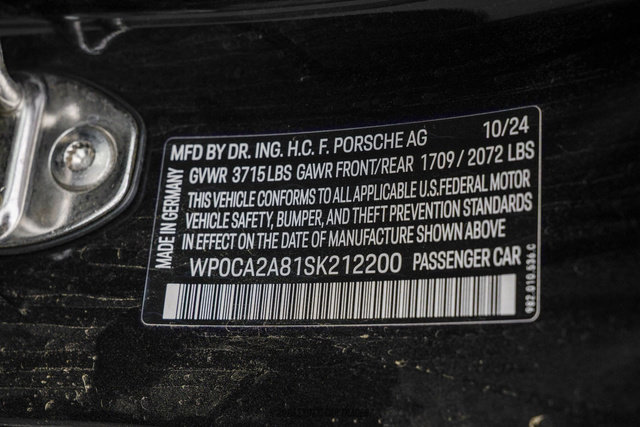 MFD BY DR. ING. H.C. F. PORSCHE AG 10/24
GVWR 3715LBS GAWR FRONT/REAR 1709 / 2072 LBS
THIS VEHICLE CONFORMS TO ALL APPLICABLE U.S.FEDERAL MOTOR
VEHICLE SAFETY, BUMPER, AND THEFT PREVENTION STANDARDS
IN EFFECT ON THE DATE OF MANUFACTURE SHOWN ABOVE
WP0CA2A81SK212200 PASSENGER CAR
MADE IN GERMANY